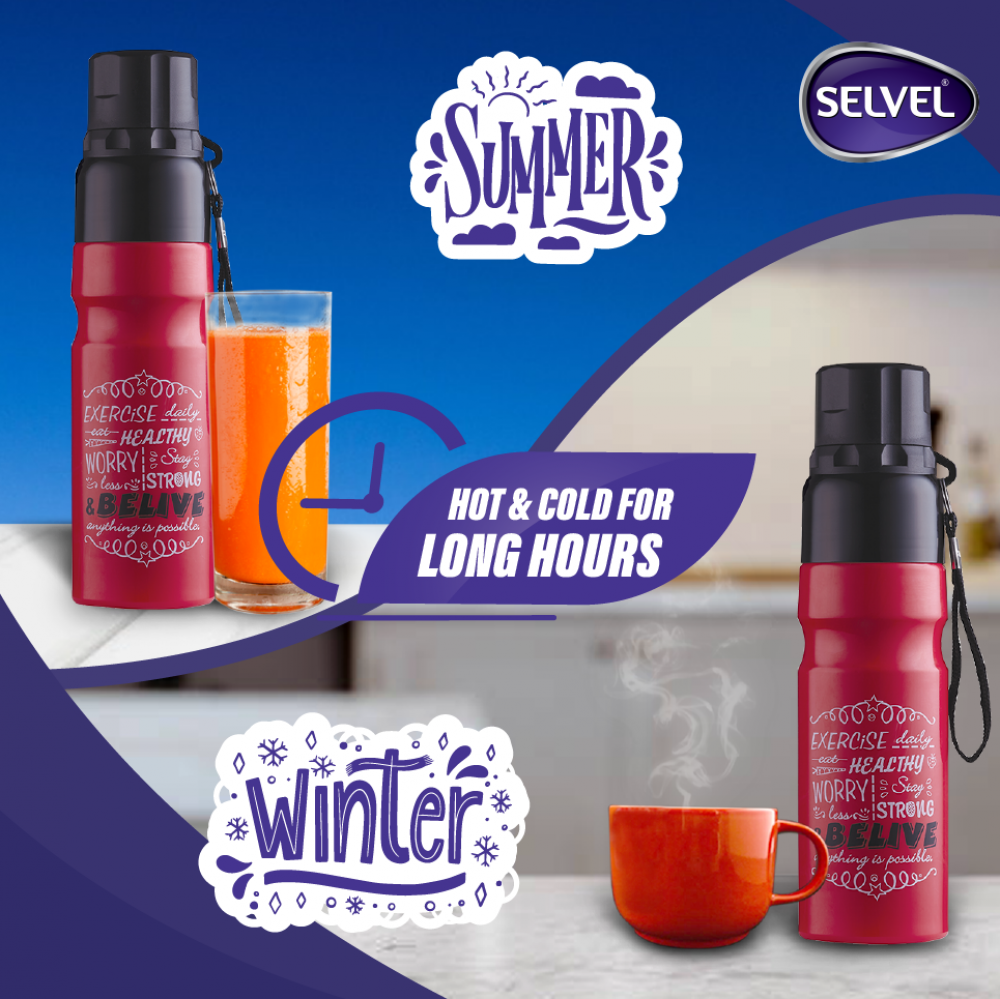 SUMMER
SELVEL®
EXERCISE daily
eat HEALTHY
WORRY Stay
less STRONG
& BELIVE
anything is possible.
HOT & COLD FOR
LONG HOURS
Winter
EXERCISE daily
eat HEALTHY
WORRY Stay
less STRONG
& BELIVE
anything is possible.